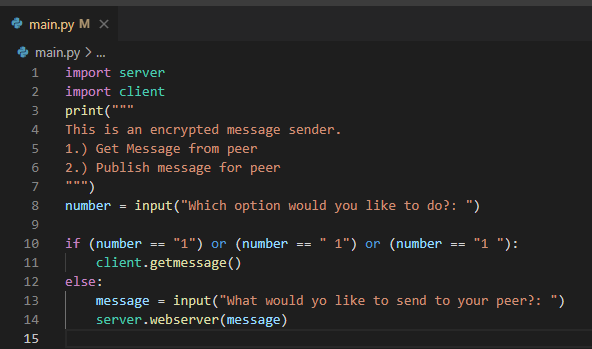 main.py M ×
main.py > ...
1 import server
2 import client
3 print("""
4 This is an encrypted message sender.
5 1.) Get Message from peer
6 2.) Publish message for peer
7 """)
8 number = input("Which option would you like to do?: ")
9
10 if (number == "1") or (number == " 1") or (number == "1 "):
11     client.getmessage()
12 else:
13     message = input("What would yo like to send to your peer?: ")
14     server.webserver(message)
15